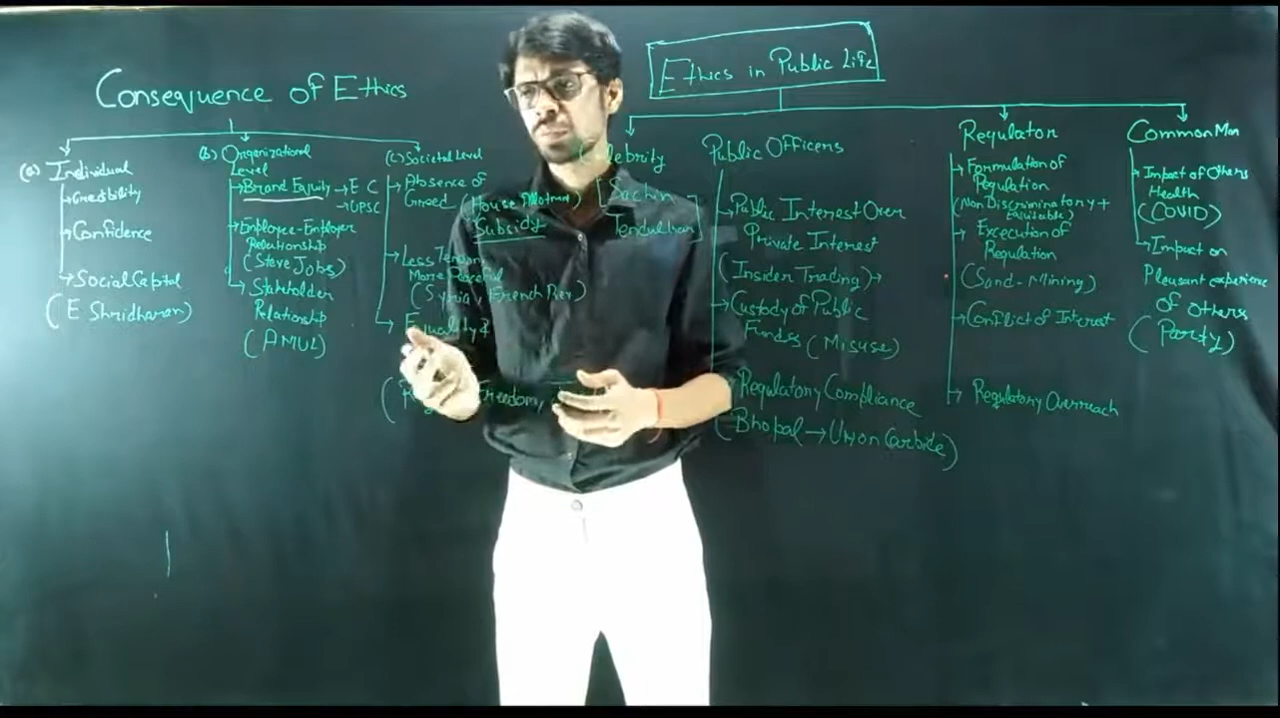 Consequence of Ethics
(a) Individual
Credibility
Confidence
Social Capital
(E Shridharan)
(b) Organizational
Level
Brand Equity → E C
→ UPSC
Employee-Employer
Relationship
(Steve Jobs)
Stakeholder
Relationship
(AMUL)
(C) Societal Level
Absence of
Greed (House
Subsidy
Less Tension
More Peaceful
(Syria, French
Equality &
Freedom,
Ethics in Public Life
Celebrity
[Sachin
Tendulkar]
Public Officers
Public Interest Over
Private Interest
(Insider Trading)
Custody of Public
Funds (Misuse)
Regulatory Compliance
(Bhopal → Union Carbide)
Regulator
Formulation of
Regulation
(Non Discriminatory +
Equitable)
Execution of
Regulation
(Sand-Mining)
Conflict of Interest
Regulatory Overreach
Common Man
Impact of Others
Health
(COVID)
Impact on
Pleasant experience
of Others
(Party)